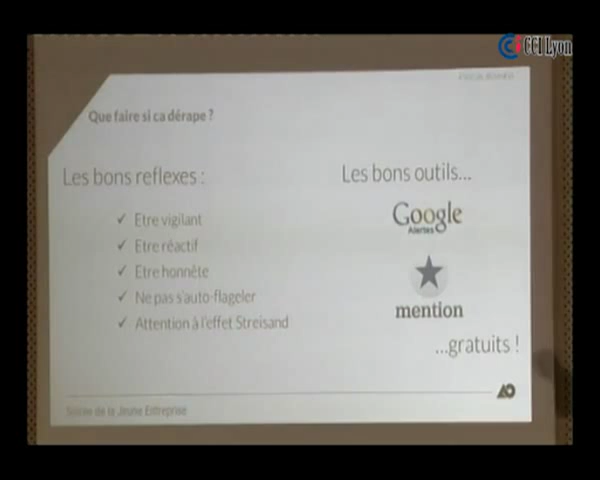 CCI Lyon
Que faire si ca dérape ?
Les bons reflexes :
✓ Etre vigilant
✓ Etre réactif
✓ Etre honnête
✓ Ne pas s'auto-flageler
✓ Attention à l'effet Streisand
Les bons outils...
Google
Alertes
mention
...gratuits !
Soirée de la Jeune Entreprise